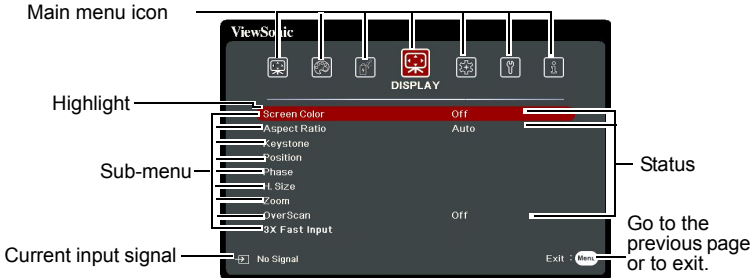 Main menu icon
ViewSonic
DISPLAY
Highlight
Screen Color Off
Aspect Ratio Auto
Keystone
Position
Sub-menu
Phase
Status
H. Size
Zoom
OverScan Off
3X Fast Input
Go to the
previous page
or to exit.
Current input signal
No Signal
Exit : Menu